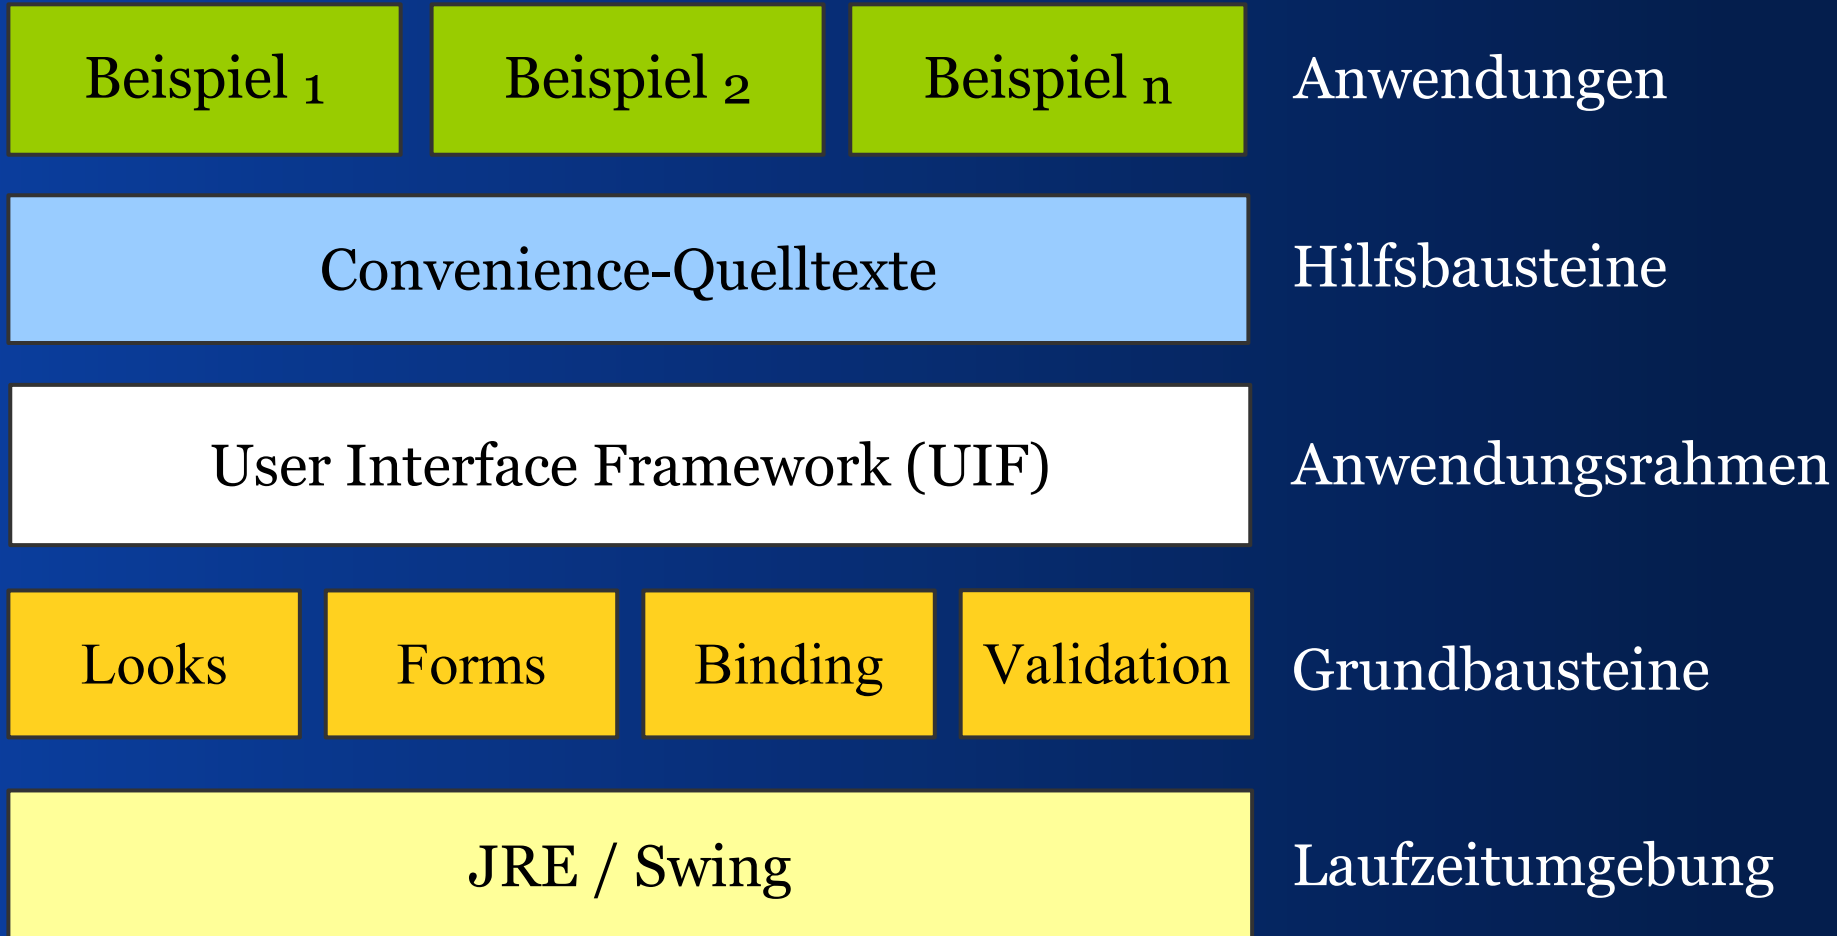 Beispiel 1 Beispiel 2 Beispiel n Anwendungen
Convenience-Quelltexte Hilfsbausteine
User Interface Framework (UIF) Anwendungsrahmen
Looks Forms Binding Validation Grundbausteine
JRE / Swing Laufzeitumgebung